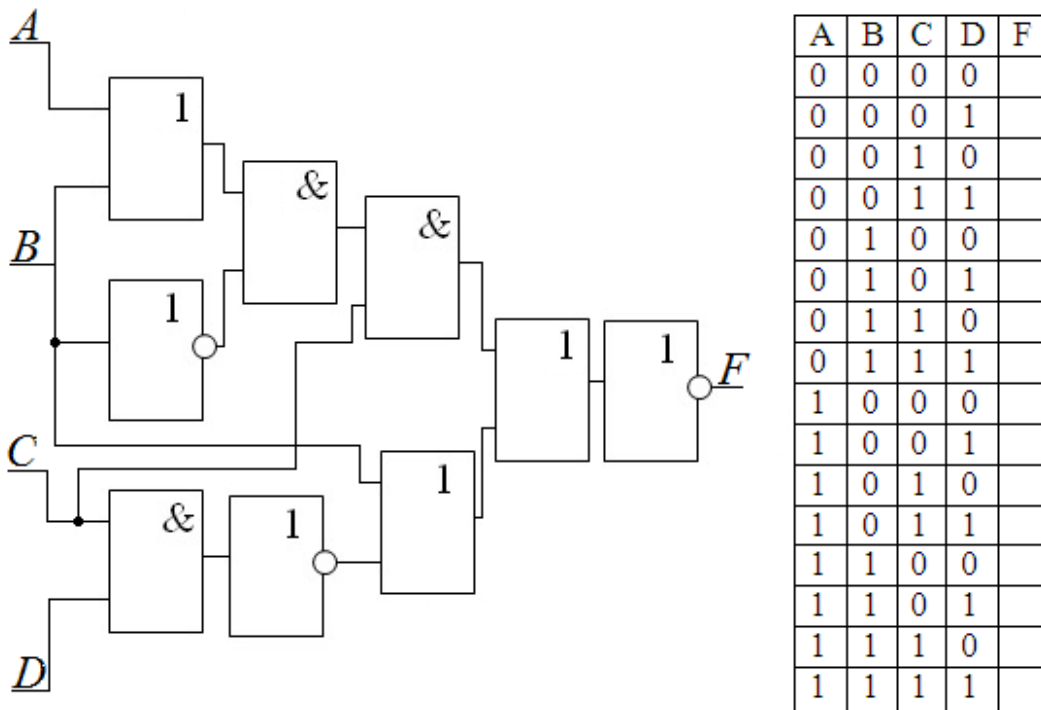 A
1
&
&
B
1
1
1
F
C
1
&
1
D
A B C D F
0 0 0 0
0 0 0 1
0 0 1 0
0 0 1 1
0 1 0 0
0 1 0 1
0 1 1 0
0 1 1 1
1 0 0 0
1 0 0 1
1 0 1 0
1 0 1 1
1 1 0 0
1 1 0 1
1 1 1 0
1 1 1 1